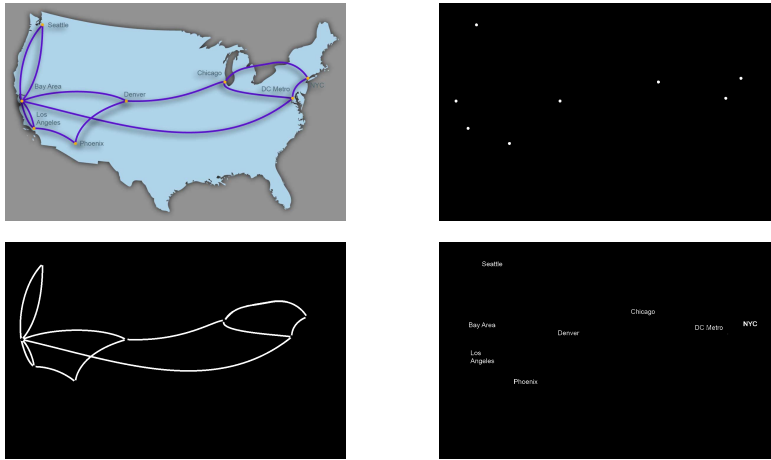 Seattle
Chicago
Bay Area
Denver
DC Metro
NYC
Los
Angeles
Phoenix
Seattle
Chicago
Bay Area
DC Metro
NYC
Denver
Los
Angeles
Phoenix